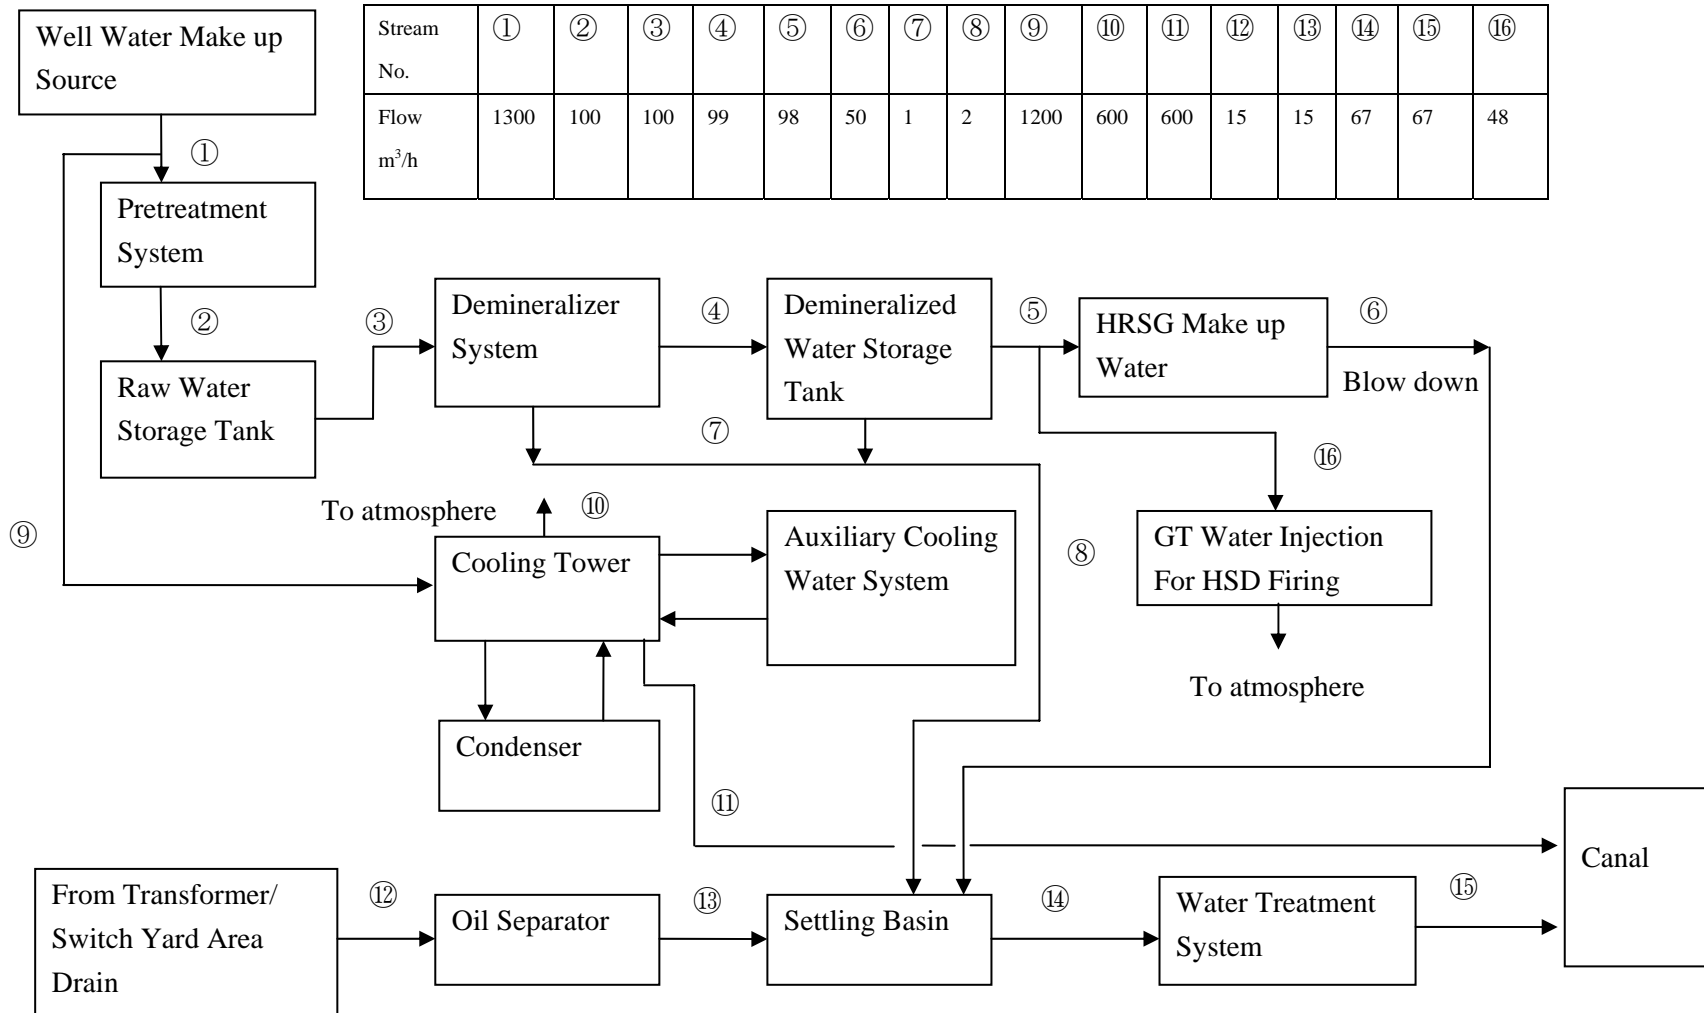 Well Water Make up
Source
Stream
No.
① ② ③ ④ ⑤ ⑥ ⑦ ⑧ ⑨ ⑩ ⑪ ⑫ ⑬ ⑭ ⑮ ⑯
Flow
m³/h
1300 100 100 99 98 50 1 2 1200 600 600 15 15 67 67 48
①
Pretreatment
System
②
Raw Water
Storage Tank
③
Demineralizer
System
④
Demineralized
Water Storage
Tank
⑤
HRSG Make up
Water
⑥
Blow down
⑦
⑯
To atmosphere
⑩
⑨
Cooling Tower
Auxiliary Cooling
Water System
⑧
GT Water Injection
For HSD Firing
To atmosphere
Condenser
⑪
Canal
From Transformer/
Switch Yard Area
Drain
⑫
Oil Separator
⑬
Settling Basin
⑭
Water Treatment
System
⑮